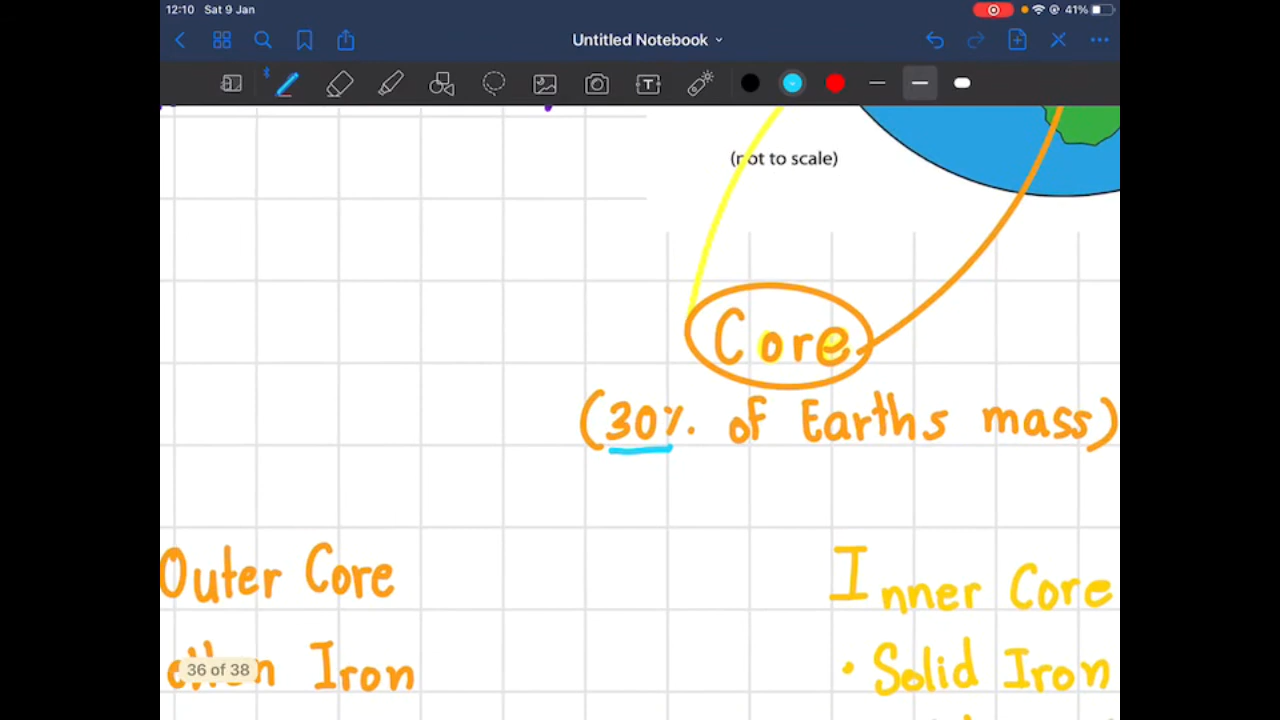 12:10 Sat 9 Jan
41%
Untitled Notebook
T
(not to scale)
Core
(30% of Earths mass)
Outer Core
Inner Core
Iron
• Solid Iron
36 of 38